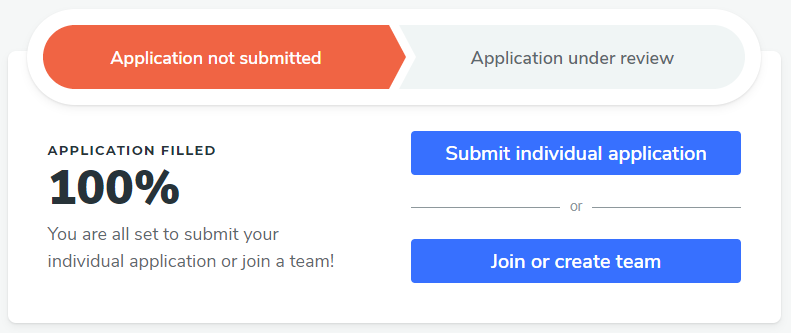 Application not submitted
Application under review
APPLICATION FILLED
100%
You are all set to submit your
individual application or join a team!
Submit individual application
or
Join or create team